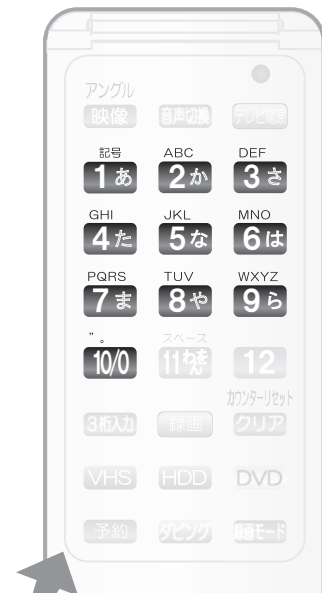 アングル
映像 音声切換 テレビ電源
記号 ABC DEF
1あ 2か 3さ
GHI JKL MNO
4た 5な 6は
PQRS TUV WXYZ
7ま 8や 9ら
”。 スペース
10/0 11わをん 12
カウンターリセット
3桁入力 録画 クリア
VHS HDD DVD
予約 ダビング 録画モード